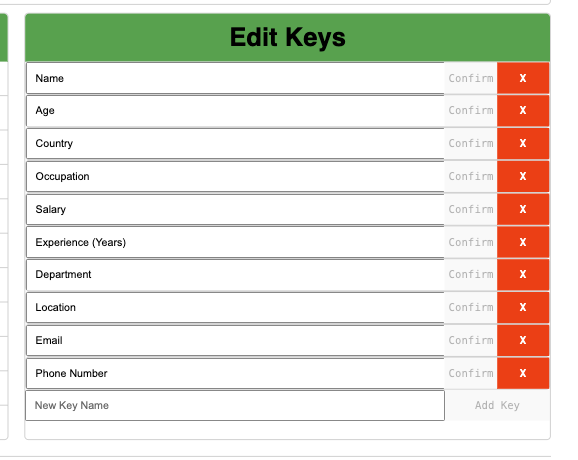 Edit Keys
Name Confirm X
Age Confirm X
Country Confirm X
Occupation Confirm X
Salary Confirm X
Experience (Years) Confirm X
Department Confirm X
Location Confirm X
Email Confirm X
Phone Number Confirm X
New Key Name Add Key